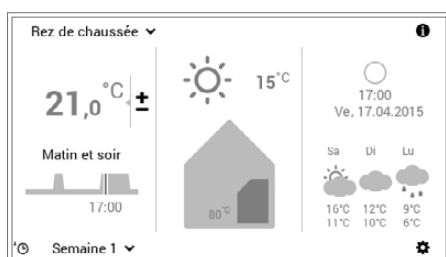 Rez de chaussée
21,0 °C ±
Matin et soir
17:00
15°C
80°C
17:00
Ve, 17.04.2015
Sa Di Lu
16°C 12°C 9°C
11°C 10°C 6°C
Semaine 1